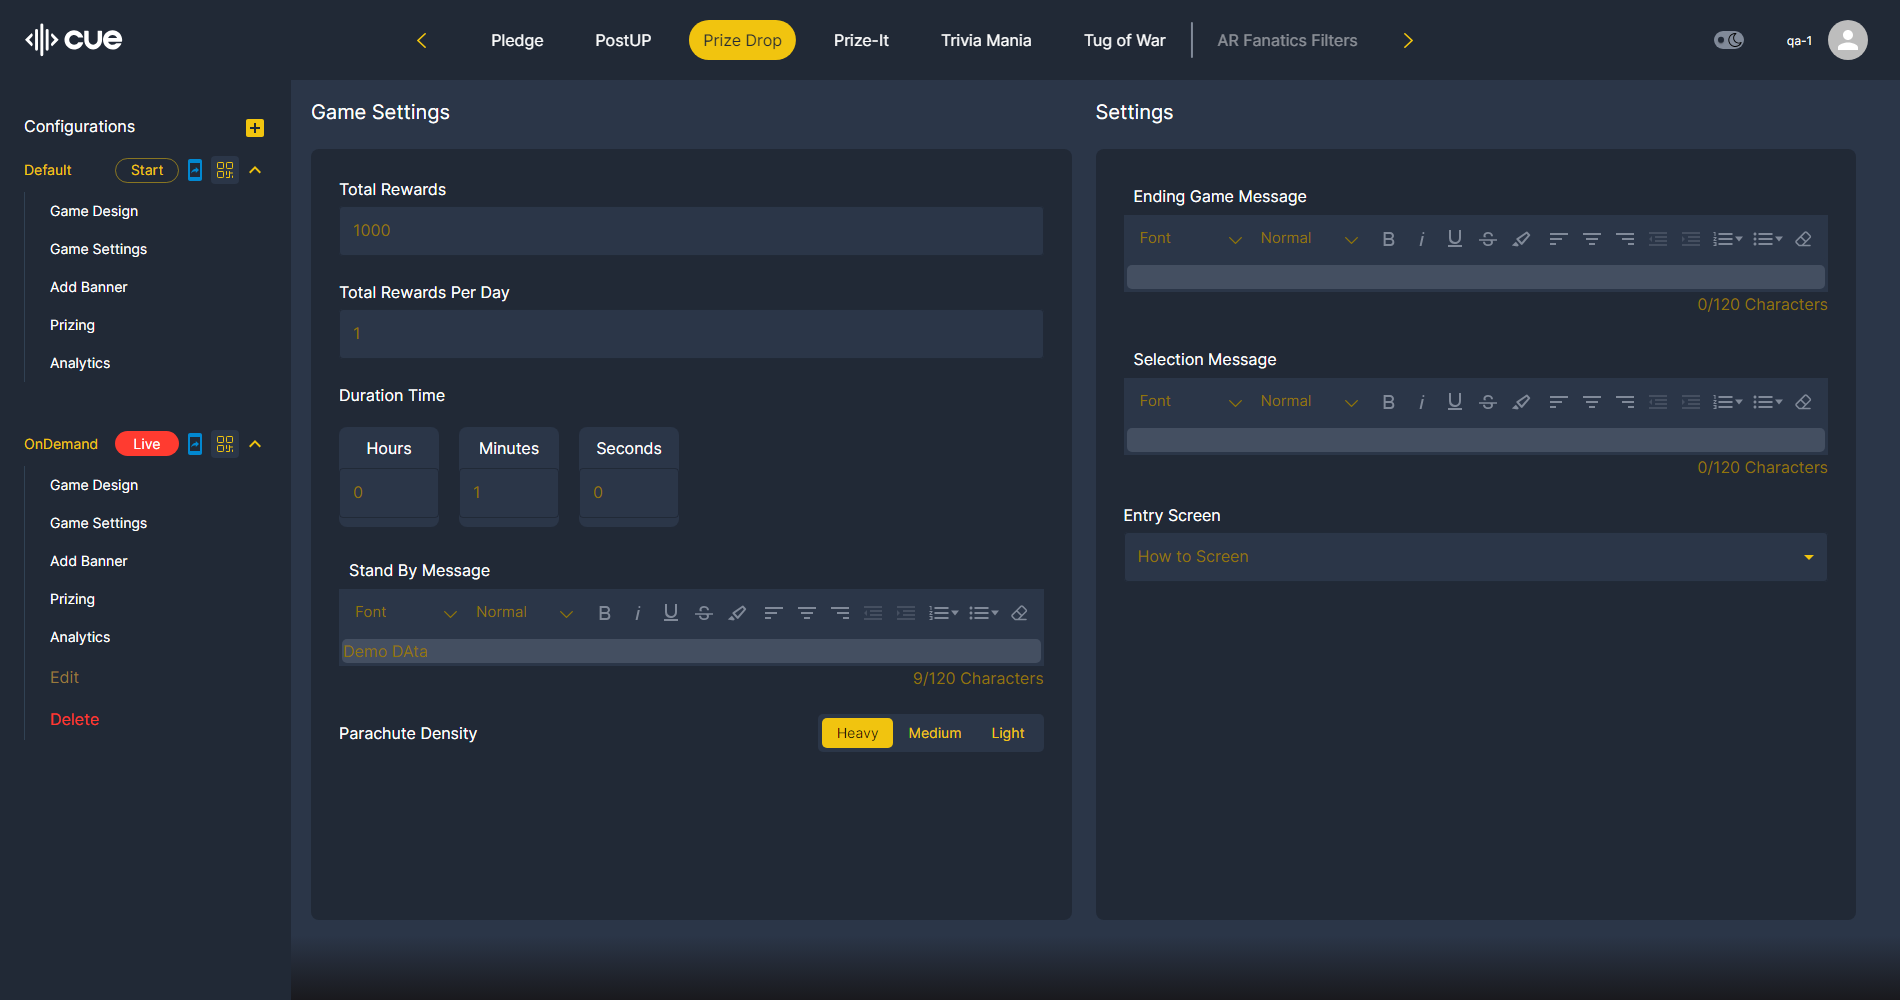 cue
Pledge PostUP Prize Drop Prize-It Trivia Mania Tug of War AR Fanatics Filters qa-1
Configurations
Default Start
Game Design
Game Settings
Add Banner
Prizing
Analytics
OnDemand Live
Game Design
Game Settings
Add Banner
Prizing
Analytics
Edit
Delete
Game Settings
Total Rewards
1000
Total Rewards Per Day
1
Duration Time
Hours Minutes Seconds
0 1 0
Stand By Message
Font Normal B i U S
Demo DAta
9/120 Characters
Parachute Density Heavy Medium Light
Settings
Ending Game Message
Font Normal B i U S
0/120 Characters
Selection Message
Font Normal B i U S
0/120 Characters
Entry Screen
How to Screen